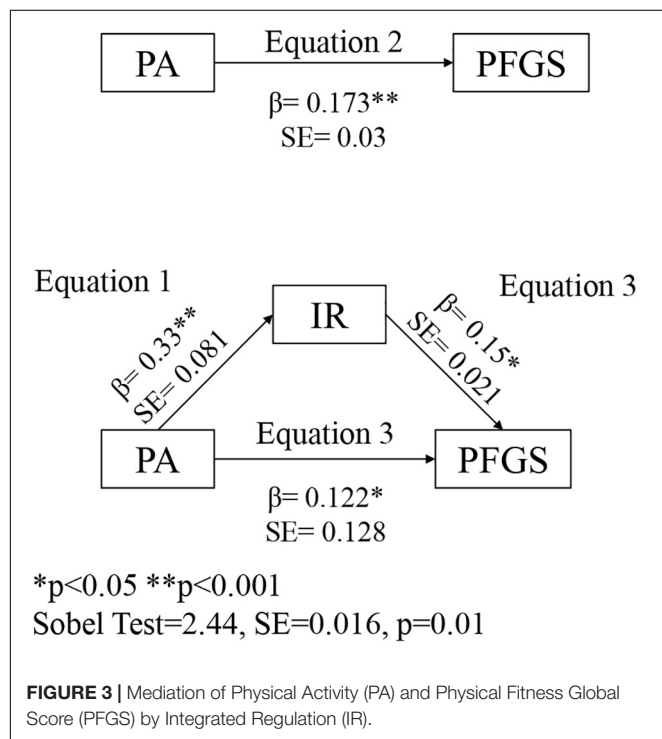 Equation 2
PA
PFGS
β= 0.173**
SE= 0.03
Equation 1
Equation 3
IR
β= 0.33**
SE= 0.081
β= 0.15*
SE= 0.021
PA
Equation 3
PFGS
β= 0.122*
SE= 0.128
*p<0.05 **p<0.001
Sobel Test=2.44, SE=0.016, p=0.01
FIGURE 3 | Mediation of Physical Activity (PA) and Physical Fitness Global
Score (PFGS) by Integrated Regulation (IR).